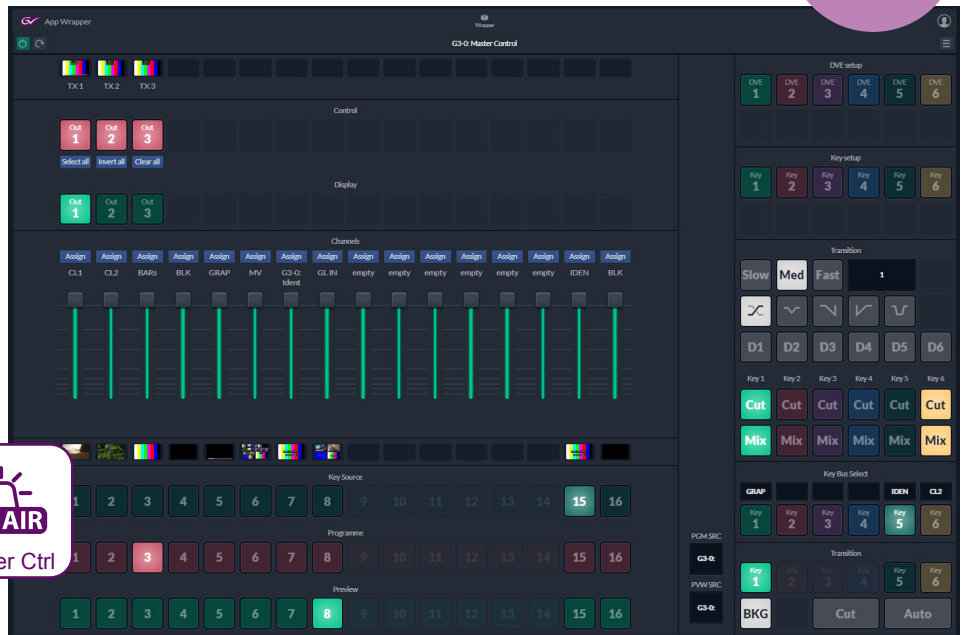 GV App Wrapper
Wrapper
G3-0: Master Control
TX 1 TX 2 TX 3
Control
Out 1 Out 2 Out 3
Select all Invert all Clear all
Display
Out 1 Out 2 Out 3
Channels
Assign Assign Assign Assign Assign Assign Assign Assign Assign Assign Assign Assign Assign Assign Assign Assign
CL1 CL2 BARs BLK GRAP MV G3-0: Ident GL IN empty empty empty empty empty empty IDEN BLK
Key Source
1 2 3 4 5 6 7 8 9 10 11 12 13 14 15 16
Programme
1 2 3 4 5 6 7 8 9 10 11 12 13 14 15 16
Preview
1 2 3 4 5 6 7 8 9 10 11 12 13 14 15 16
AIR
er Ctrl
PGM SRC
G3-0:
PVW SRC
G3-0:
DVE setup
DVE 1 DVE 2 DVE 3 DVE 4 DVE 5 DVE 6
Key setup
Key 1 Key 2 Key 3 Key 4 Key 5 Key 6
Transition
Slow Med Fast 1
D1 D2 D3 D4 D5 D6
Key 1 Key 2 Key 3 Key 4 Key 5 Key 6
Cut Cut Cut Cut Cut Cut
Mix Mix Mix Mix Mix Mix
Key Bus Select
GRAP IDEN CL2
Key 1 Key 2 Key 3 Key 4 Key 5 Key 6
Transition
Key 1 Key 2 Key 3 Key 4 Key 5 Key 6
BKG Cut Auto